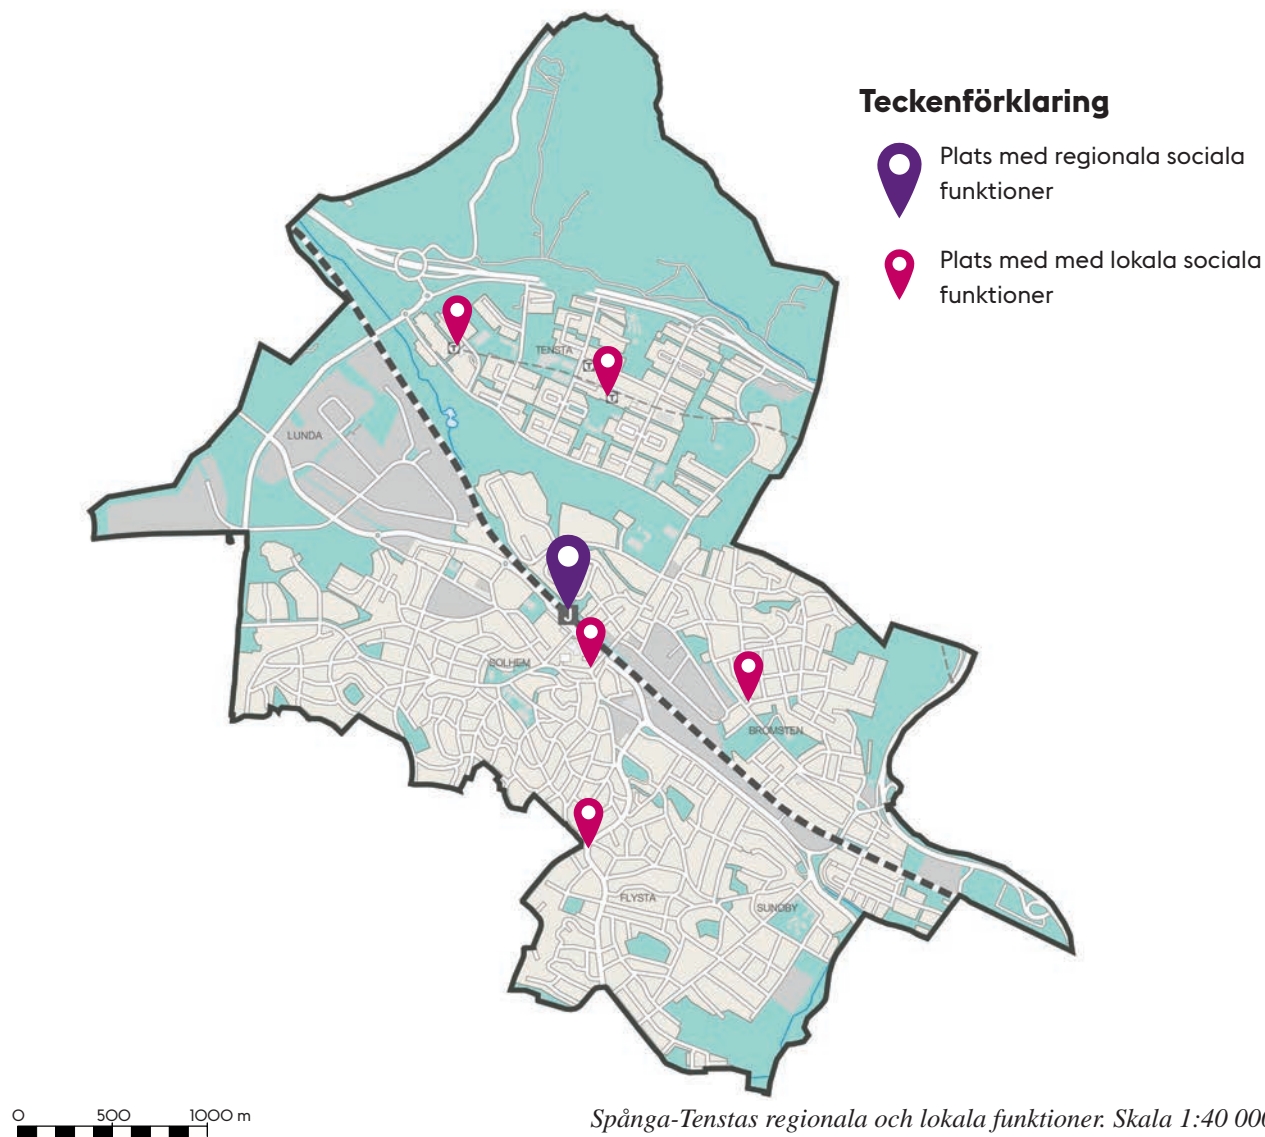 Teckenförklaring
Plats med regionala sociala
funktioner
Plats med med lokala sociala
funktioner
TENSTA
T
T
T
LUNDA
J
SOLHEM
BROMSTEN
FLYSTA
SUNDBY
0 500 1000 m
Spånga-Tenstas regionala och lokala funktioner. Skala 1:40 000